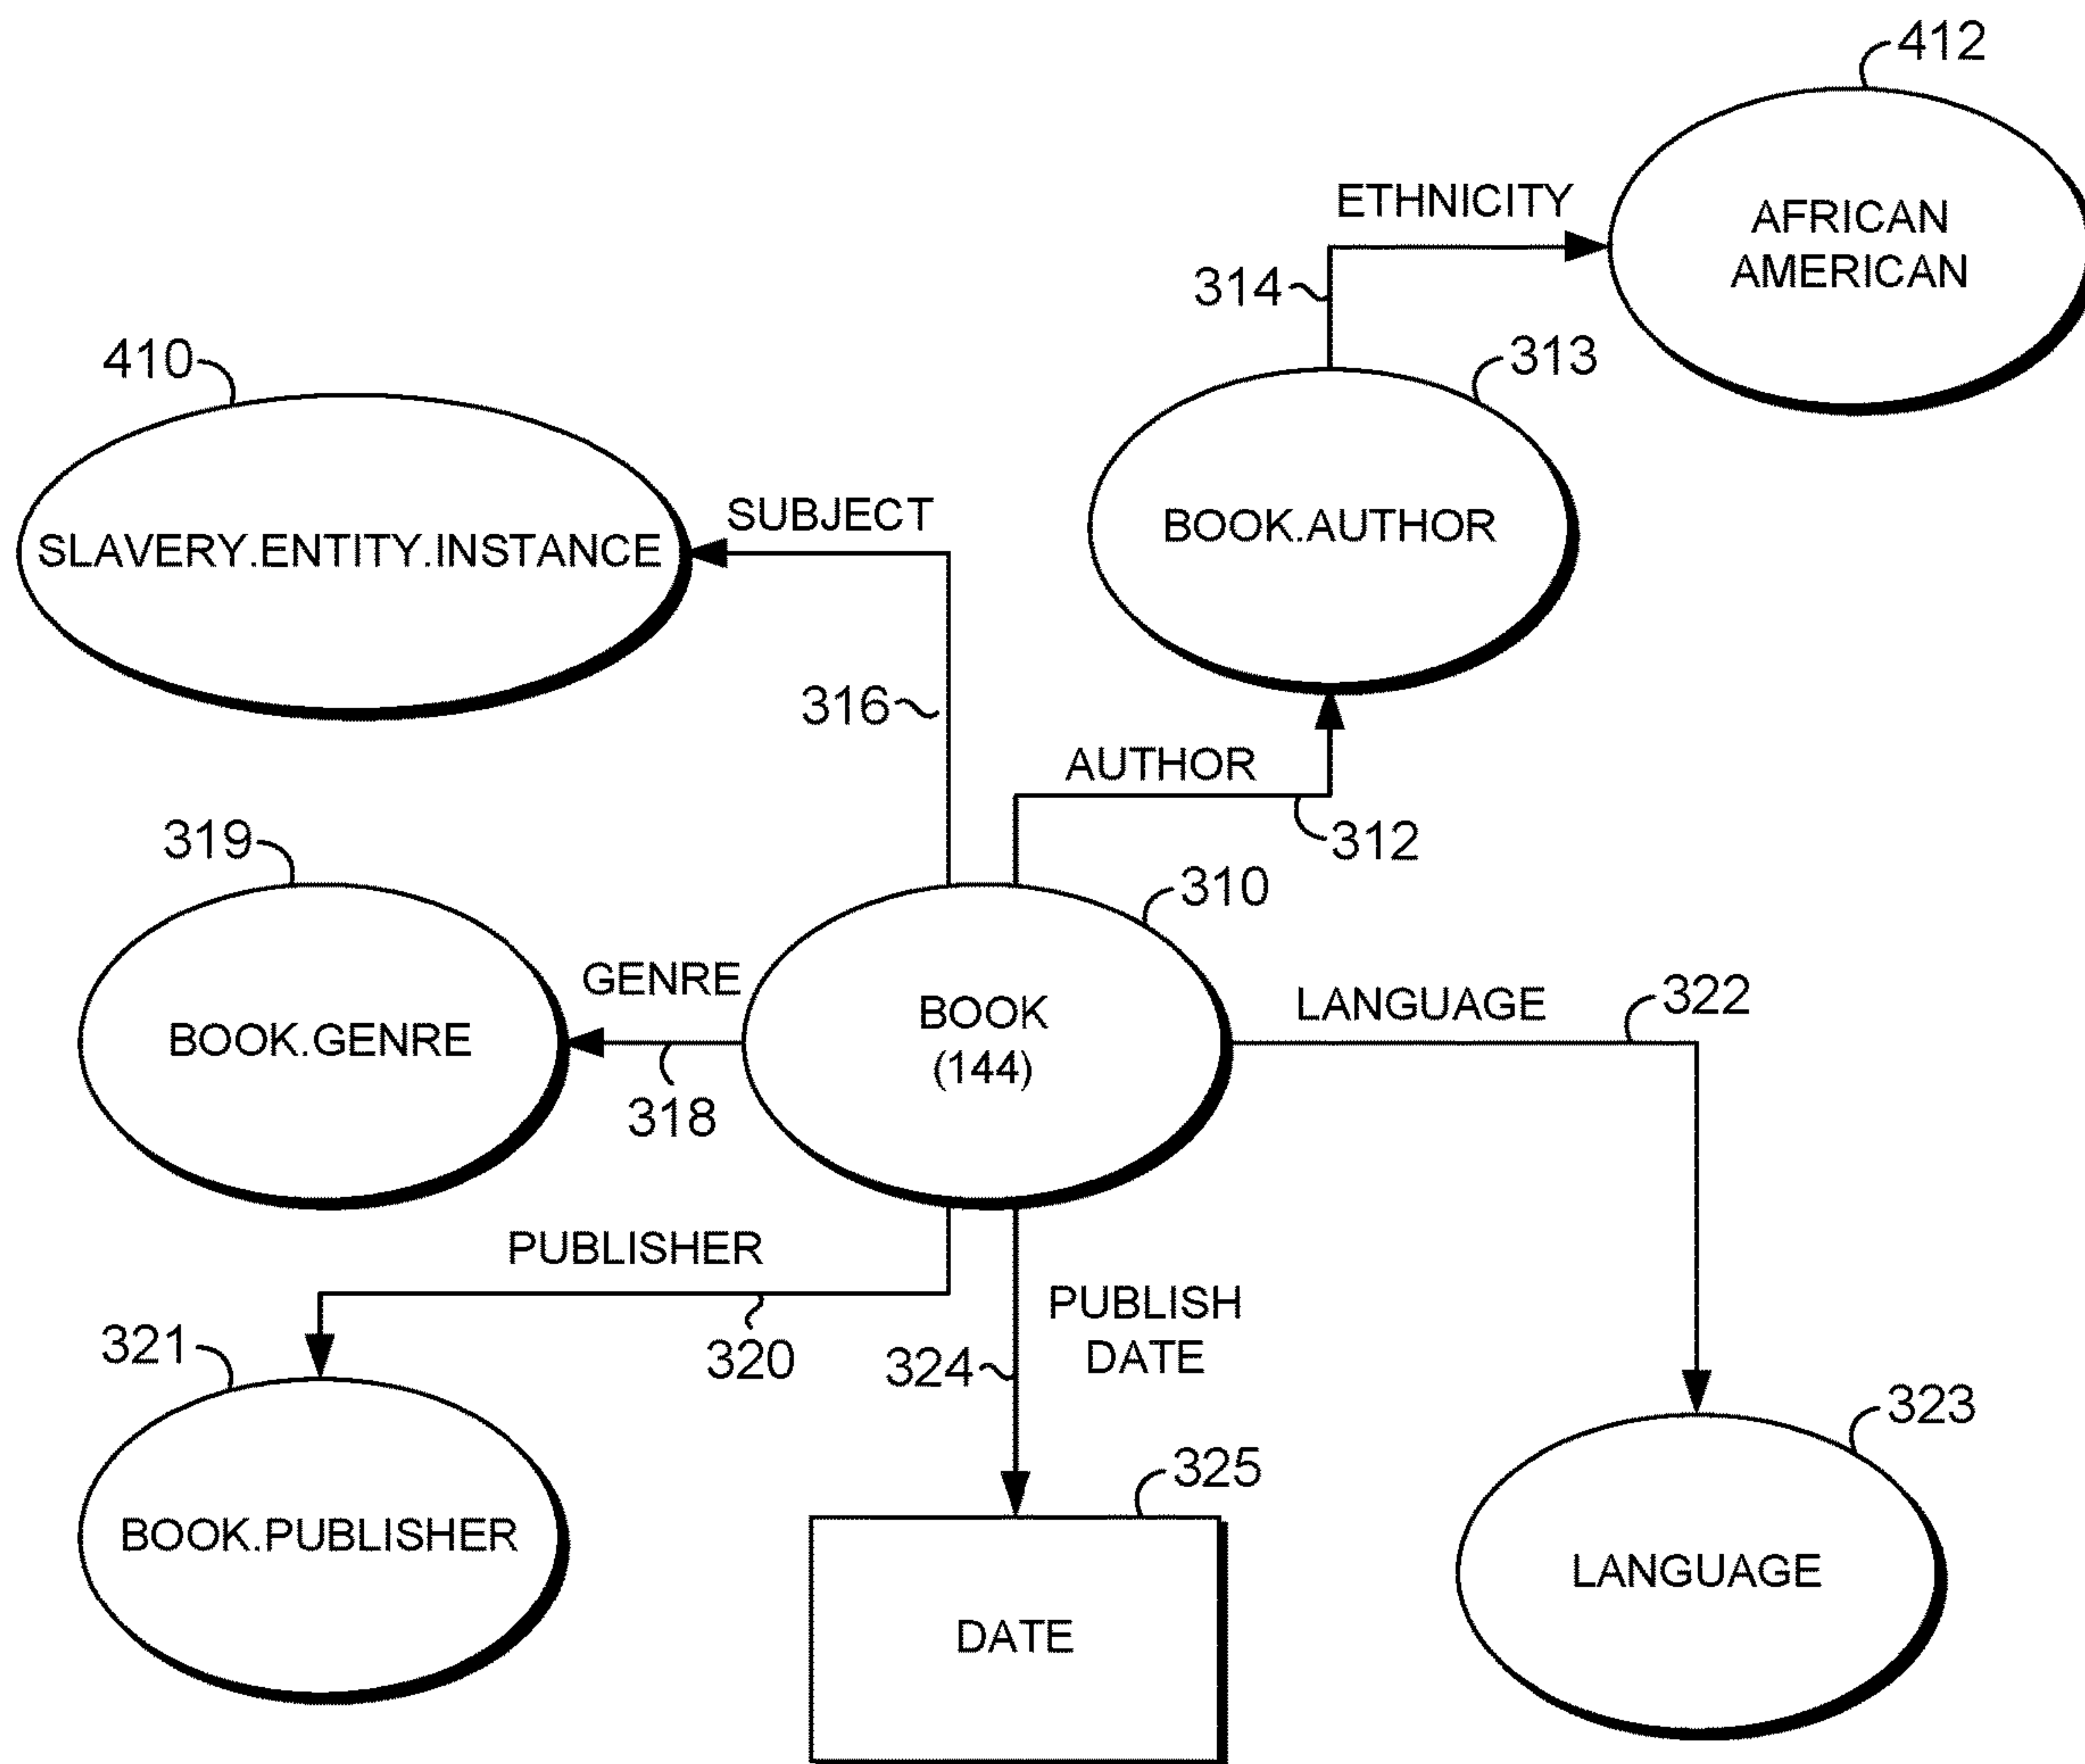 412
ETHNICITY
AFRICAN
AMERICAN
314
313
410
SUBJECT
BOOK.AUTHOR
SLAVERY.ENTITY.INSTANCE
316
AUTHOR
312
319
310
GENRE
LANGUAGE
322
BOOK
(144)
BOOK.GENRE
318
PUBLISHER
PUBLISH
DATE
321
320
324
323
325
BOOK.PUBLISHER
LANGUAGE
DATE